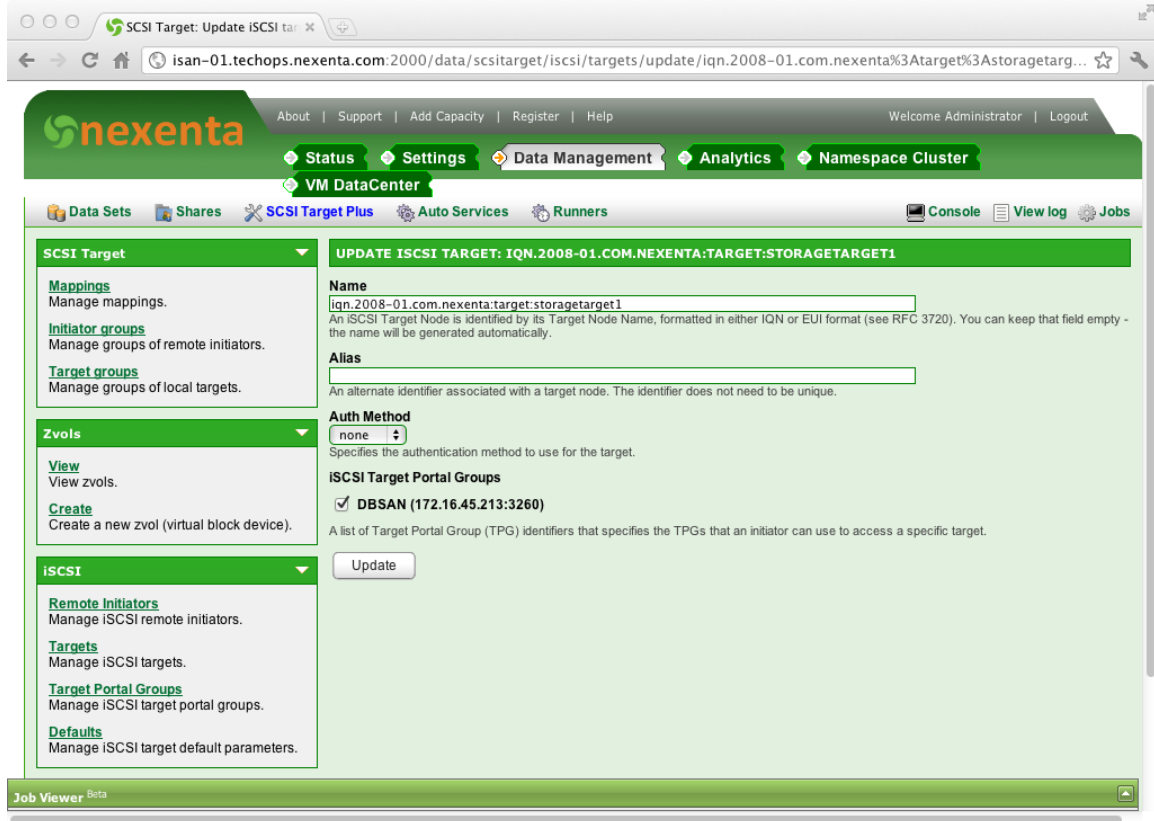 SCSI Target: Update iSCSI tar
isan-01.techops.nexenta.com:2000/data/scsitarget/iscsi/targets/update/iqn.2008-01.com.nexenta%3Atarget%3Astoragetarg...
nexenta
About | Support | Add Capacity | Register | Help
Welcome Administrator | Logout
Status
Settings
Data Management
Analytics
Namespace Cluster
VM DataCenter
Data Sets
Shares
SCSI Target Plus
Auto Services
Runners
Console
View log
Jobs
SCSI Target
Mappings
Manage mappings.
Initiator groups
Manage groups of remote initiators.
Target groups
Manage groups of local targets.
Zvols
View
View zvols.
Create
Create a new zvol (virtual block device).
iSCSI
Remote Initiators
Manage iSCSI remote initiators.
Targets
Manage iSCSI targets.
Target Portal Groups
Manage iSCSI target portal groups.
Defaults
Manage iSCSI target default parameters.
UPDATE ISCSI TARGET: IQN.2008-01.COM.NEXENTA:TARGET:STORAGETARGET1
Name
iqn.2008-01.com.nexenta:target:storagetarget1
An iSCSI Target Node is identified by its Target Node Name, formatted in either IQN or EUI format (see RFC 3720). You can keep that field empty -
the name will be generated automatically.
Alias
An alternate identifier associated with a target node. The identifier does not need to be unique.
Auth Method
none
Specifies the authentication method to use for the target.
iSCSI Target Portal Groups
DBSAN (172.16.45.213:3260)
A list of Target Portal Group (TPG) identifiers that specifies the TPGs that an initiator can use to access a specific target.
Update
Job Viewer Beta